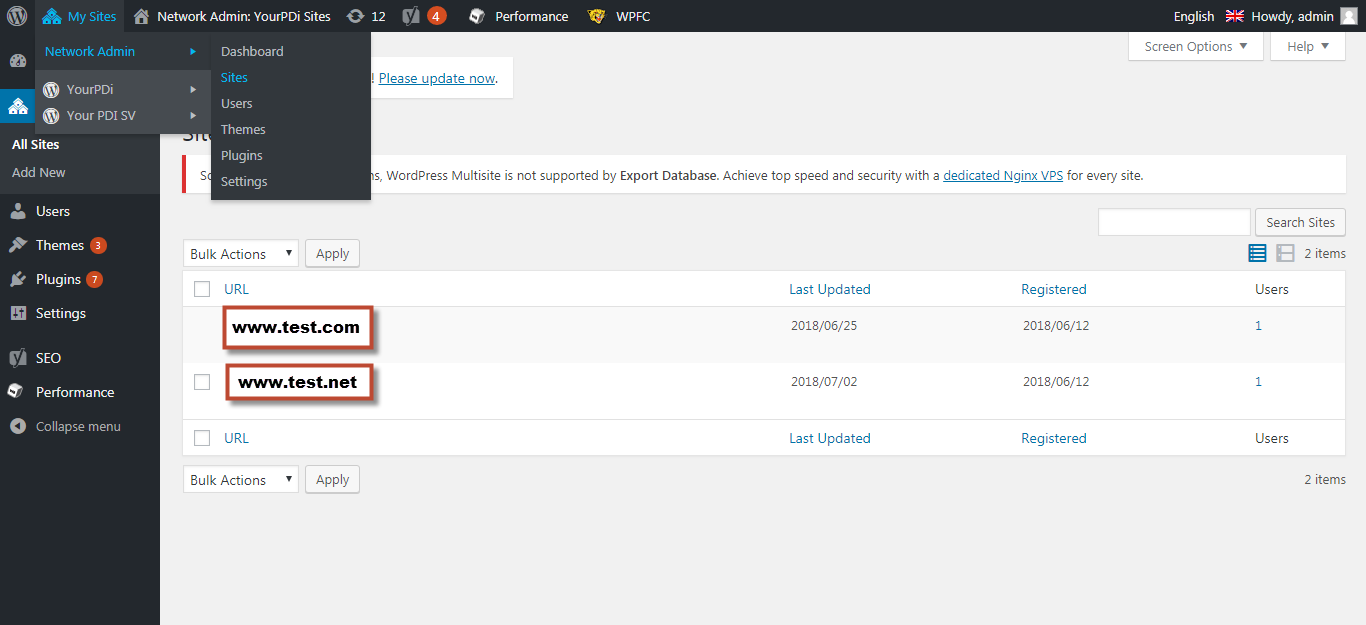 My Sites Network Admin: YourPDi Sites 12 4 Performance WPFC English Howdy, admin
Network Admin
YourPDi
Your PDI SV
Dashboard
Sites
Users
Themes
Plugins
Settings
Screen Options Help
! Please update now.
All Sites
Add New
Users
Themes 3
Plugins 7
Settings
SEO
Performance
Collapse menu
WordPress Multisite is not supported by Export Database. Achieve top speed and security with a dedicated Nginx VPS for every site.
Search Sites
Bulk Actions Apply 2 items
URL Last Updated Registered Users
www.test.com 2018/06/25 2018/06/12 1
www.test.net 2018/07/02 2018/06/12 1
URL Last Updated Registered Users
Bulk Actions Apply 2 items